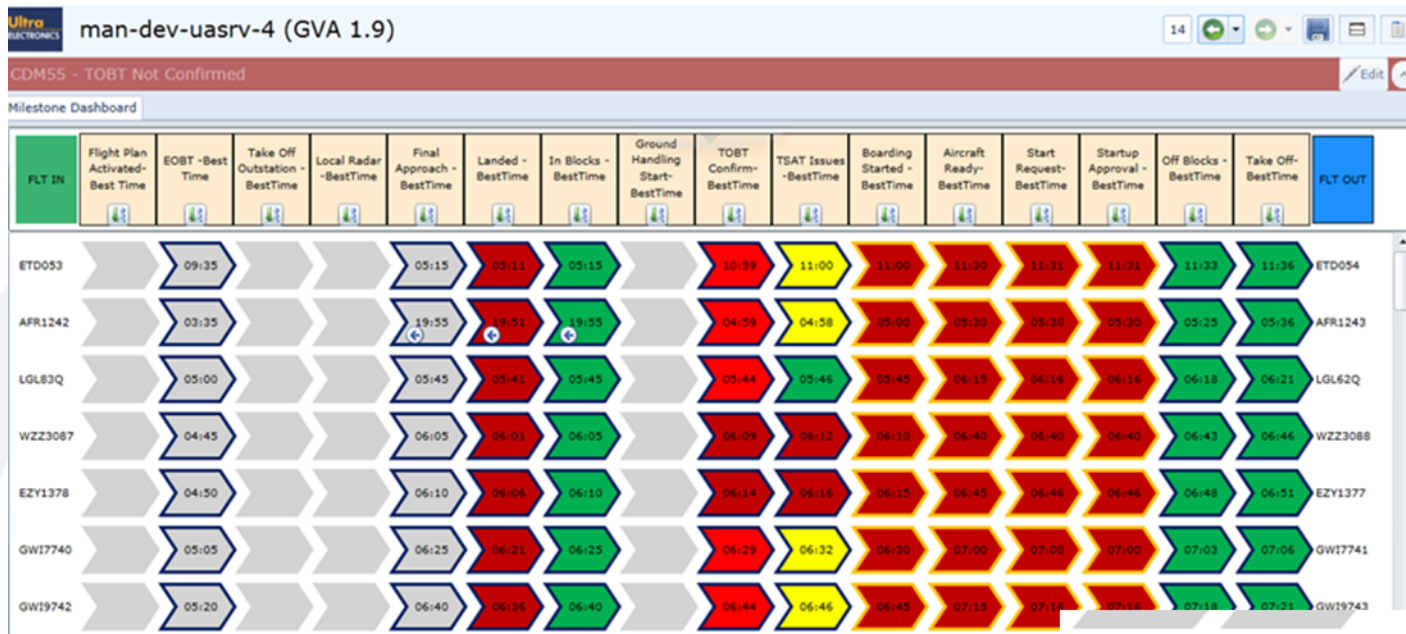 Ultra
ELECTRONICS
man-dev-uasrv-4 (GVA 1.9)
14
CDM55 - TOBT Not Confirmed
Edit
Milestone Dashboard
FLT IN
Flight Plan
Activated-
Best Time
EOBT -Best
Time
Take Off
Outstation -
BestTime
Local Radar
-BestTime
Final
Approach -
BestTime
Landed -
BestTime
In Blocks -
BestTime
Ground
Handling
Start-
BestTime
TOBT
Confirm-
BestTime
TSAT Issues
-BestTime
Boarding
Started -
BestTime
Aircraft
Ready-
BestTime
Start
Request-
BestTime
Startup
Approval -
BestTime
Off Blocks -
BestTime
Take Off-
BestTime
FLT OUT
ETD053 09:35 05:15 05:11 05:15 10:59 11:00 11:00 11:30 11:31 11:31 11:33 11:36 ETD054
AFR1242 03:35 19:55 19:51 19:55 04:59 04:58 05:00 05:30 05:30 05:30 05:25 05:36 AFR1243
LGL83Q 05:00 05:45 05:41 05:45 05:44 05:46 05:45 06:15 06:16 06:16 06:18 06:21 LGL62Q
WZZ3087 04:45 06:05 06:01 06:05 06:09 06:12 06:10 06:40 06:40 06:40 06:43 06:46 WZZ3088
EZY1378 04:50 06:10 06:06 06:10 06:14 06:16 06:15 06:45 06:46 06:46 06:48 06:51 EZY1377
GWI7740 05:05 06:25 06:21 06:25 06:29 06:32 06:30 07:00 07:00 07:00 07:03 07:06 GWI7741
GWI9742 05:20 06:40 06:36 06:40 06:44 06:46 06:45 07:15 07:16 07:16 07:18 07:21 GWI9743